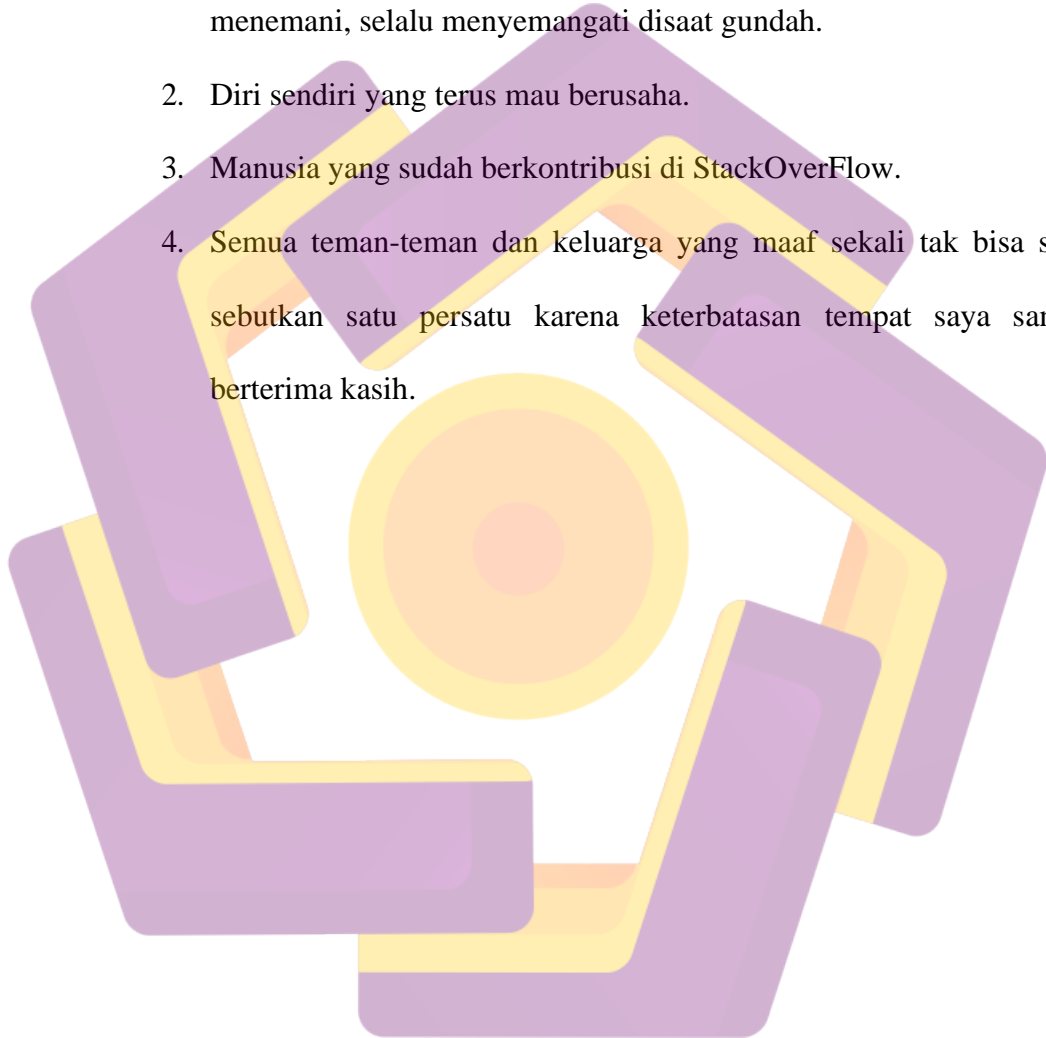 menemani, selalu menyemangati disaat gundah.
2. Diri sendiri yang terus mau berusaha.
3. Manusia yang sudah berkontribusi di StackOverFlow.
4. Semua teman-teman dan keluarga yang maaf sekali tak bisa
sebutkan satu persatu karena keterbatasan tempat saya
berterima kasih.